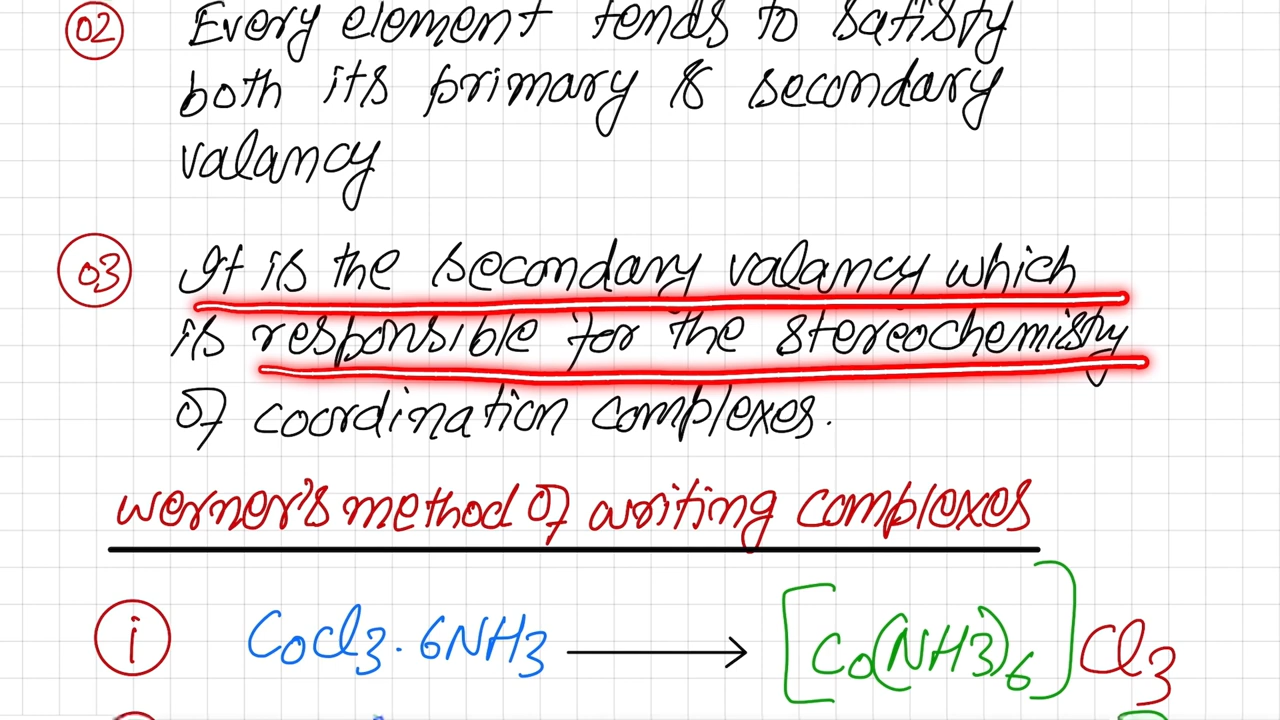 02 Every element tends to satisfy
both its primary & secondary
valancy
03 It is the secondary valancy which
is responsible for the stereochemistry
of coordination complexes.
werner's method of writing complexes
i CoCl3 . 6NH3 → [Co(NH3)6]Cl3